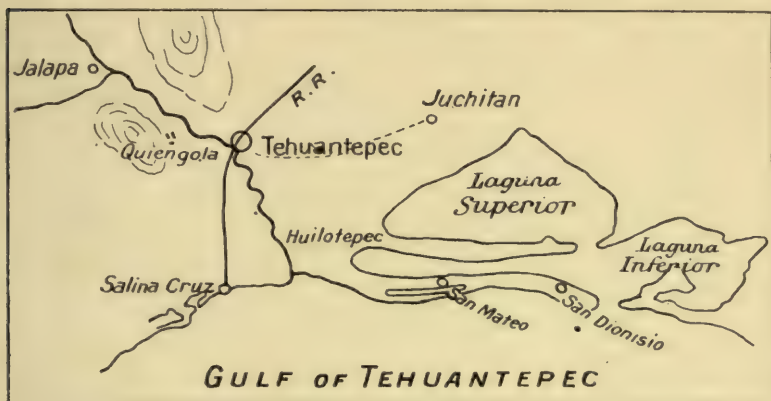 Jalapa
R.R.
Juchitan
Quiengola
Tehuantepec
Laguna
Superior
Huilotepec
Laguna
Inferior
Salina Cruz
San Mateo
San Dionisio
GULF OF TEHUANTEPEC